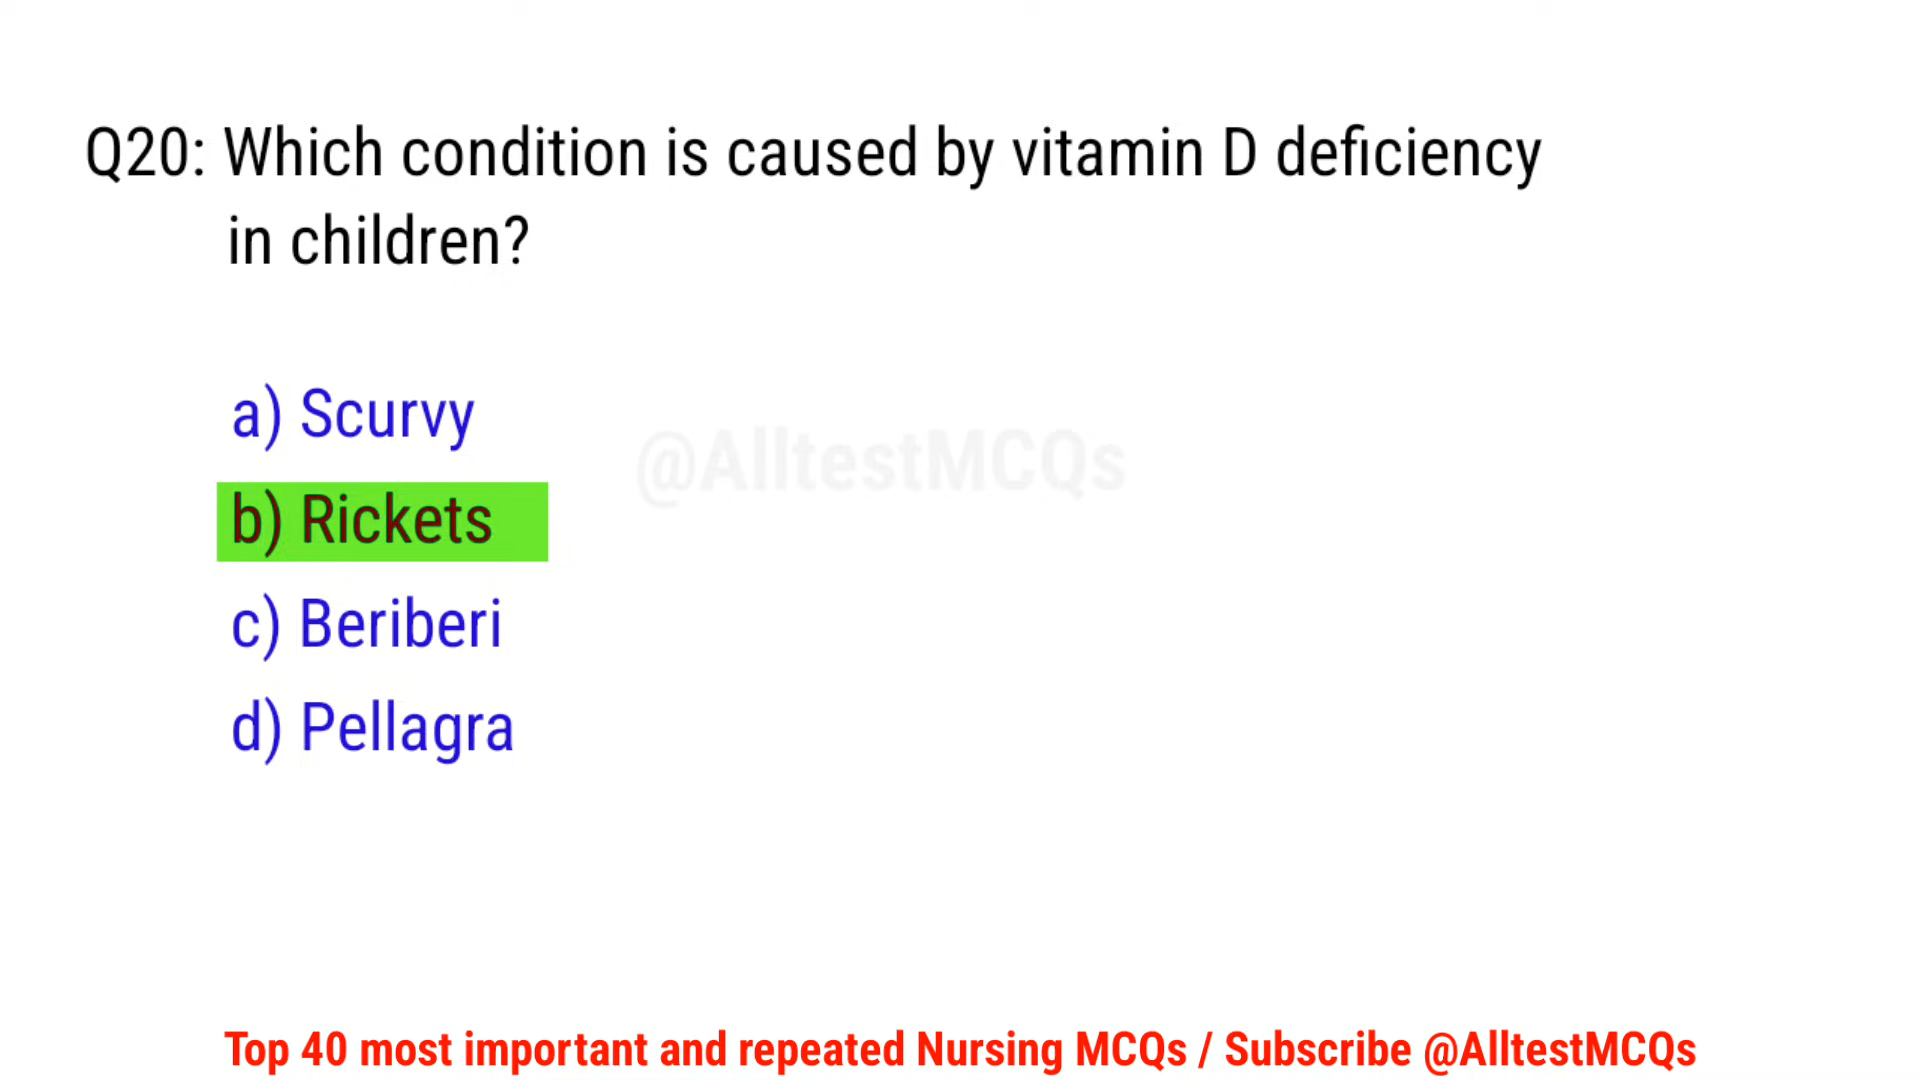 Q20: Which condition is caused by vitamin D deficiency
in children?
a) Scurvy
@AlltestMCQs
b) Rickets
c) Beriberi
d) Pellagra
Top 40 most important and repeated Nursing MCQs / Subscribe @AlltestMCQs